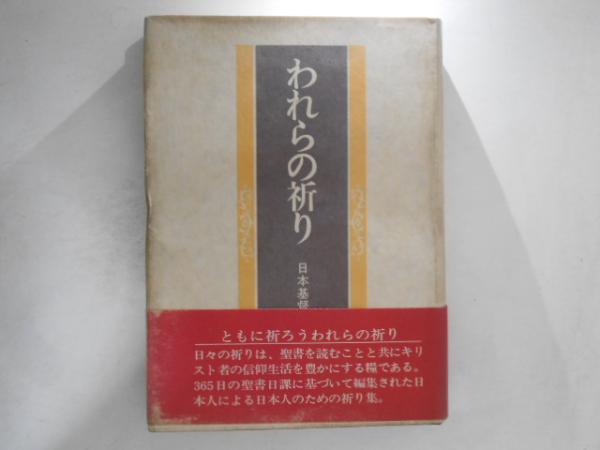 われらの祈り
日本基督
ともに祈ろうわれらの祈り
日々の祈りは、聖書を読むことと共にキリ
スト者の信仰生活を豊かにする糧である。
365日の聖書日課に基づいて編集された日
本人による日本人のための祈り集。